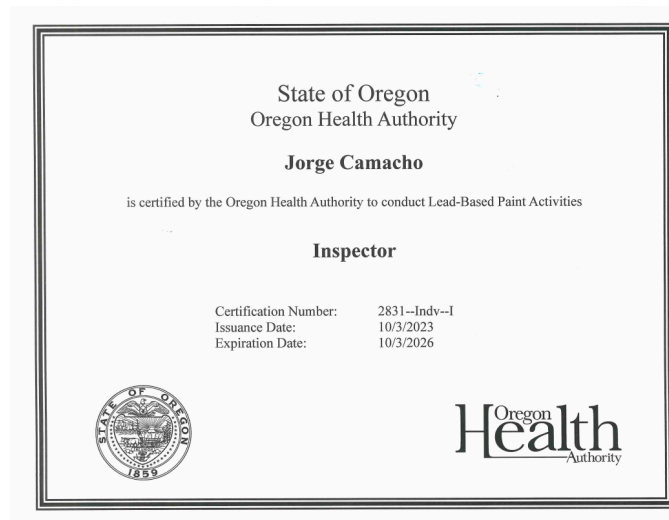 State of Oregon
Oregon Health Authority
Jorge Camacho
is certified by the Oregon Health Authority to conduct Lead-Based Paint Activities
Inspector
Certification Number: 2831--Indv--I
Issuance Date: 10/3/2023
Expiration Date: 10/3/2026
STATE OF OREGON
1859
Oregon
Health
Authority